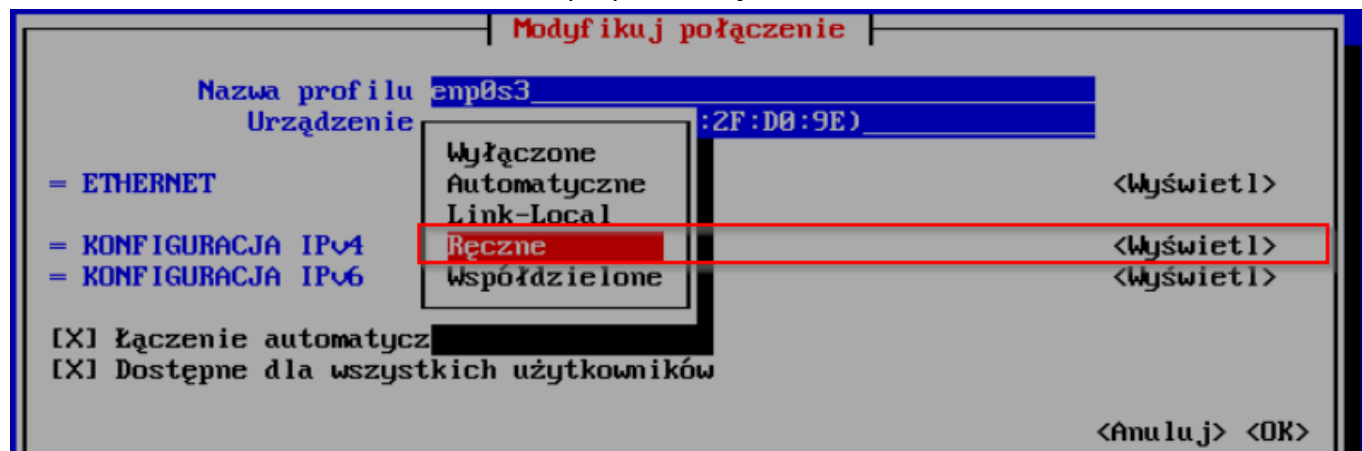 Modyfikuj połączenie
Nazwa profilu enp0s3
Urządzenie :2F:D0:9E)
Wyłączone
= ETHERNET Automatyczne <Wyświetl>
Link-Local
= KONFIGURACJA IPv4 Ręczne <Wyświetl>
= KONFIGURACJA IPv6 Współdzielone <Wyświetl>
[X] Łączenie automatycz
[X] Dostępne dla wszystkich użytkowników
<Anuluj> <OK>